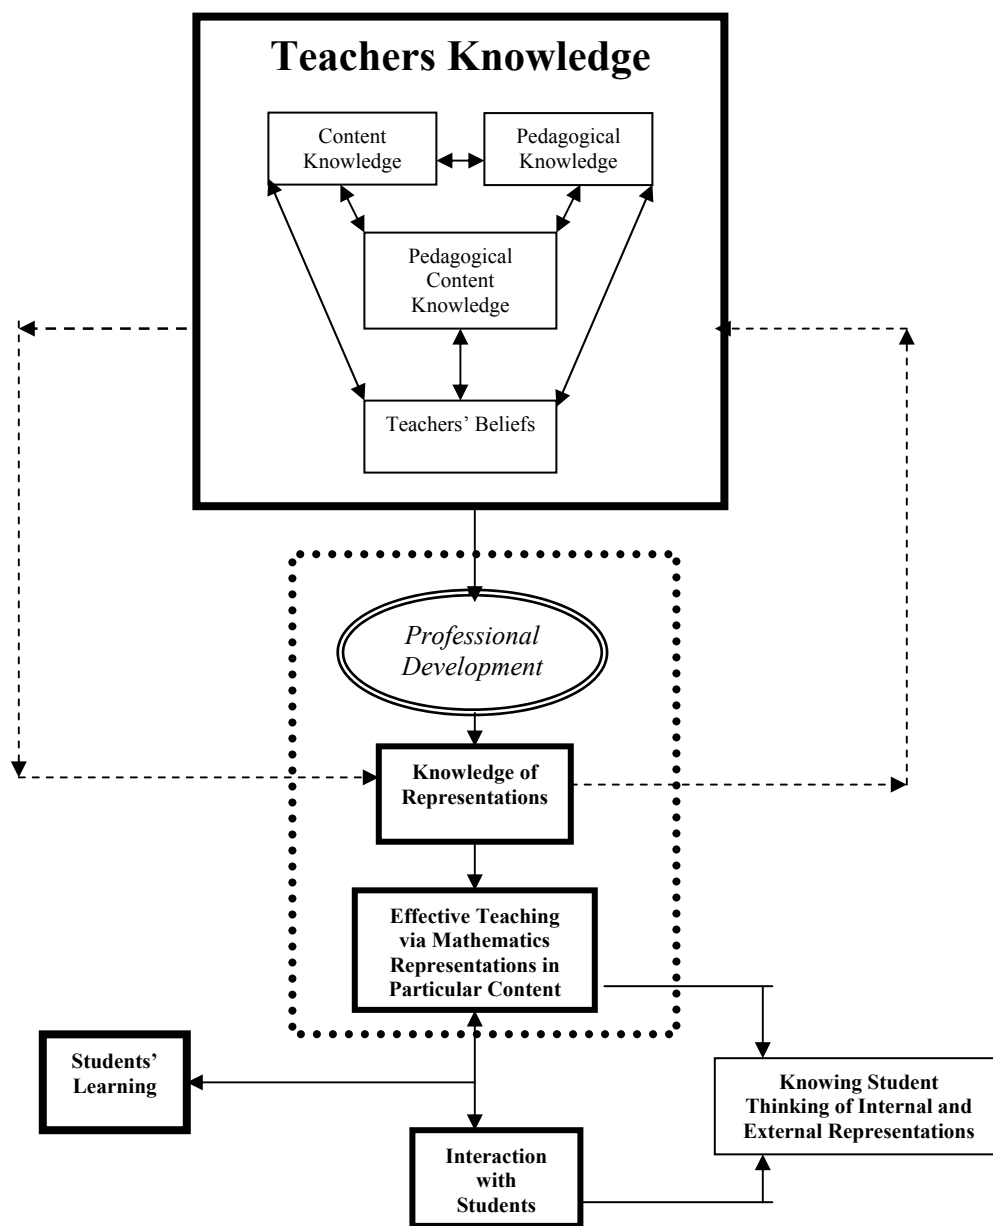 Teachers Knowledge
Content
Knowledge
Pedagogical
Knowledge
Pedagogical
Content
Knowledge
Teachers’ Beliefs
Professional
Development
Knowledge of
Representations
Effective Teaching
via Mathematics
Representations in
Particular Content
Students’
Learning
Knowing Student
Thinking of Internal and
External Representations
Interaction
with
Students